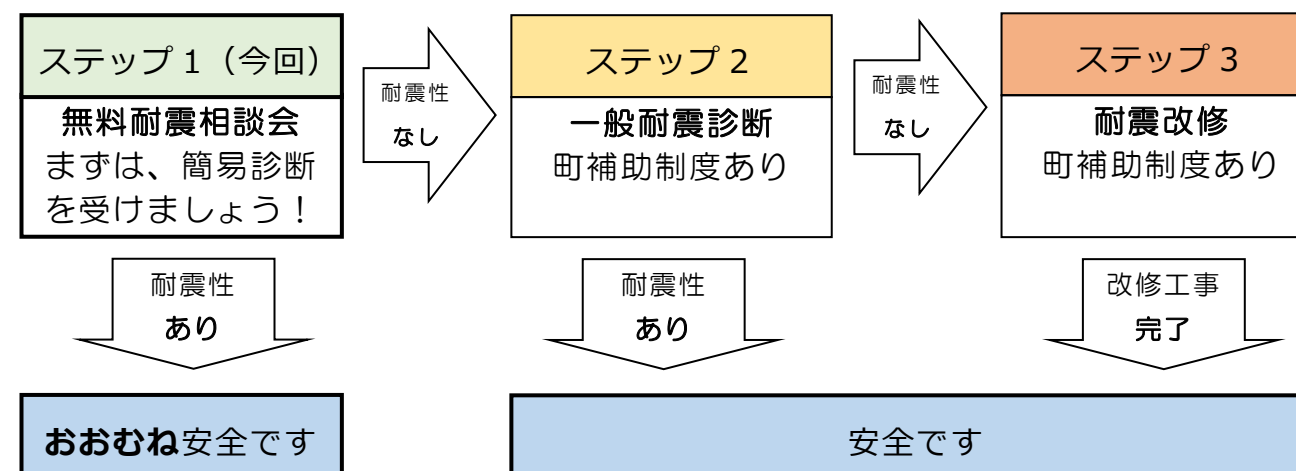 ステップ１（今回）
無料耐震相談会
まずは、簡易診断
を受けましょう！
耐震性
なし
ステップ２
一般耐震診断
町補助制度あり
耐震性
なし
ステップ３
耐震改修
町補助制度あり
耐震性
あり
耐震性
あり
改修工事
完了
おおむね安全です
安全です